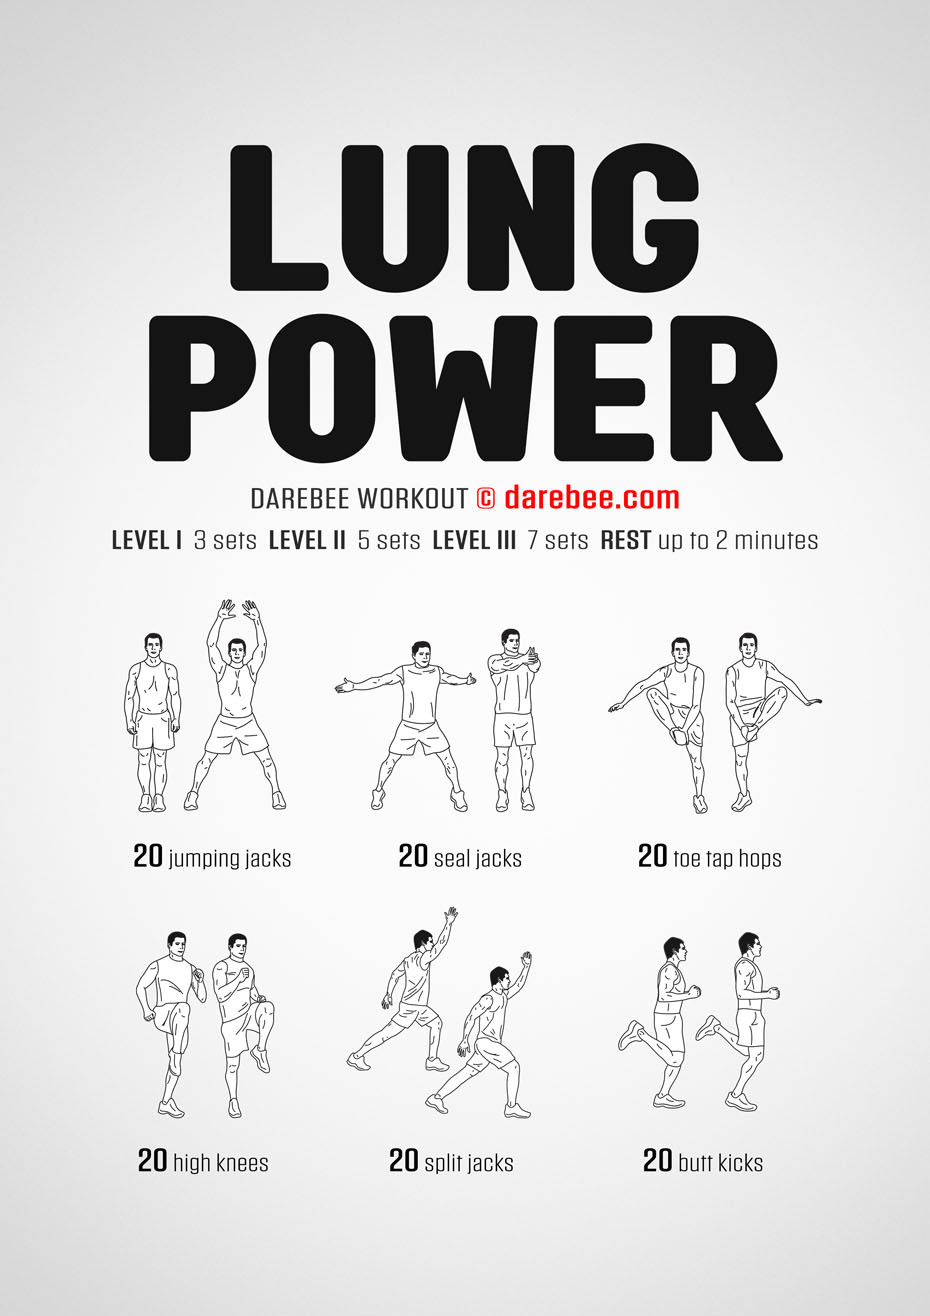 LUNG
POWER
DAREBEE WORKOUT © darebee.com
LEVEL I 3 sets LEVEL II 5 sets LEVEL III 7 sets REST up to 2 minutes
20 jumping jacks
20 seal jacks
20 toe tap hops
20 high knees
20 split jacks
20 butt kicks